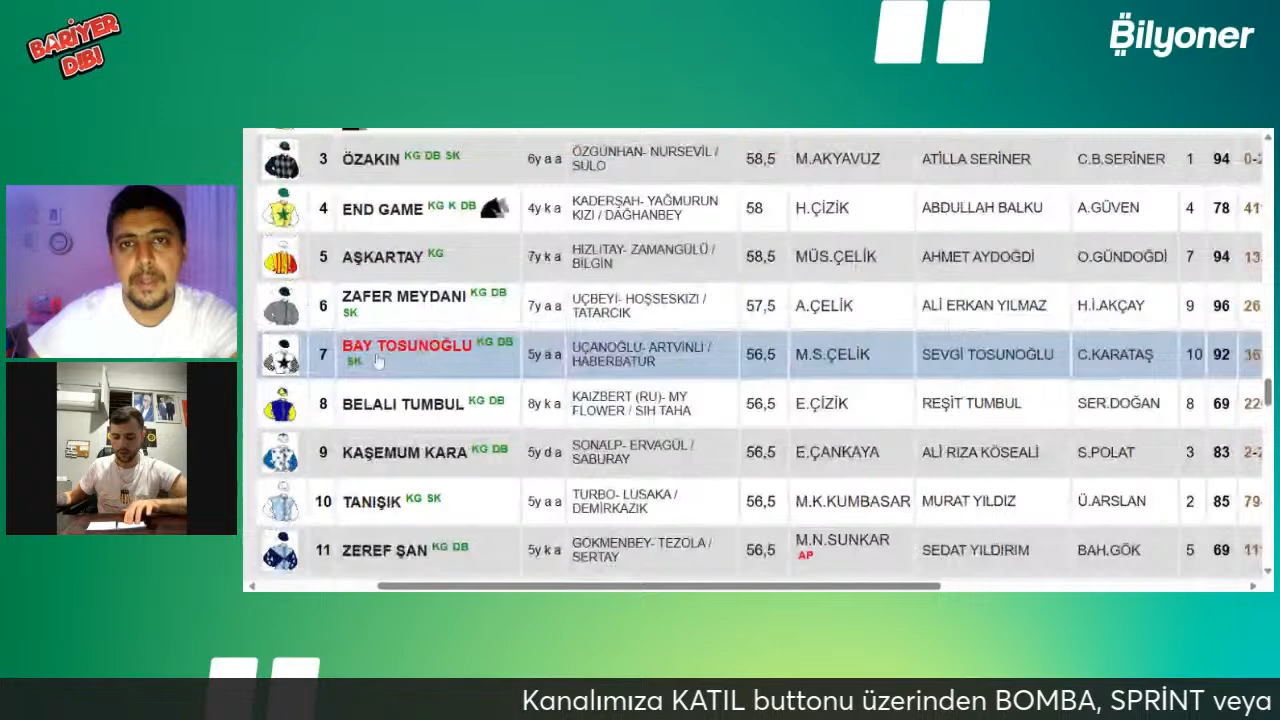 BARİYER
DİBİ
Bilyoner
3 ÖZAKIN KG DB SK 6y a a ÖZGÜNHAN- NURSEVİL / SULO 58,5 M.AKYAVUZ ATİLLA SERİNER C.B.SERİNER 1 94
4 END GAME KG K DB 4y k a KADERŞAH- YAĞMURUN KIZI / DAĞHANBEY 58 H.ÇİZİK ABDULLAH BALKU A.GÜVEN 4 78
5 AŞKARTAY KG 7y k a HIZLITAY- ZAMANGÜLÜ / BİLGİN 58,5 MÜS.ÇELİK AHMET AYDOĞDİ O.GÜNDOĞDİ 7 94
6 ZAFER MEYDANI KG DB SK 7y a a UÇBEYİ- HOŞSESKIZI / TATARCIK 57,5 A.ÇELİK ALİ ERKAN YILMAZ H.İ.AKÇAY 9 96
7 BAY TOSUNOĞLU KG DB SK 5y a a UÇANOĞLU- ARTVİNLİ / HABERBATUR 56,5 M.S.ÇELİK SEVGİ TOSUNOĞLU C.KARATAŞ 10 92
8 BELALI TUMBUL KG DB 8y k a KAIZBERT (RU)- MY FLOWER / SIH TAHA 56,5 E.ÇİZİK REŞİT TUMBUL SER.DOĞAN 8 69
9 KAŞEMUM KARA KG DB 5y d a SONALP- ERVAGÜL / SABURAY 56,5 E.ÇANKAYA ALİ RIZA KÖSEALİ S.POLAT 3 83
10 TANIŞIK KG SK 5y a a TURBO- LUSAKA / DEMİRKAZIK 56,5 M.K.KUMBASAR MURAT YILDIZ Ü.ARSLAN 2 85
11 ZEREF ŞAN KG DB 5y k a GÖKMENBEY- TEZOLA / SERTAY 56,5 M.N.SUNKAR AP SEDAT YILDIRIM BAH.GÖK 5 69
Kanalımıza KATIL buttonu üzerinden BOMBA, SPRİNT veya